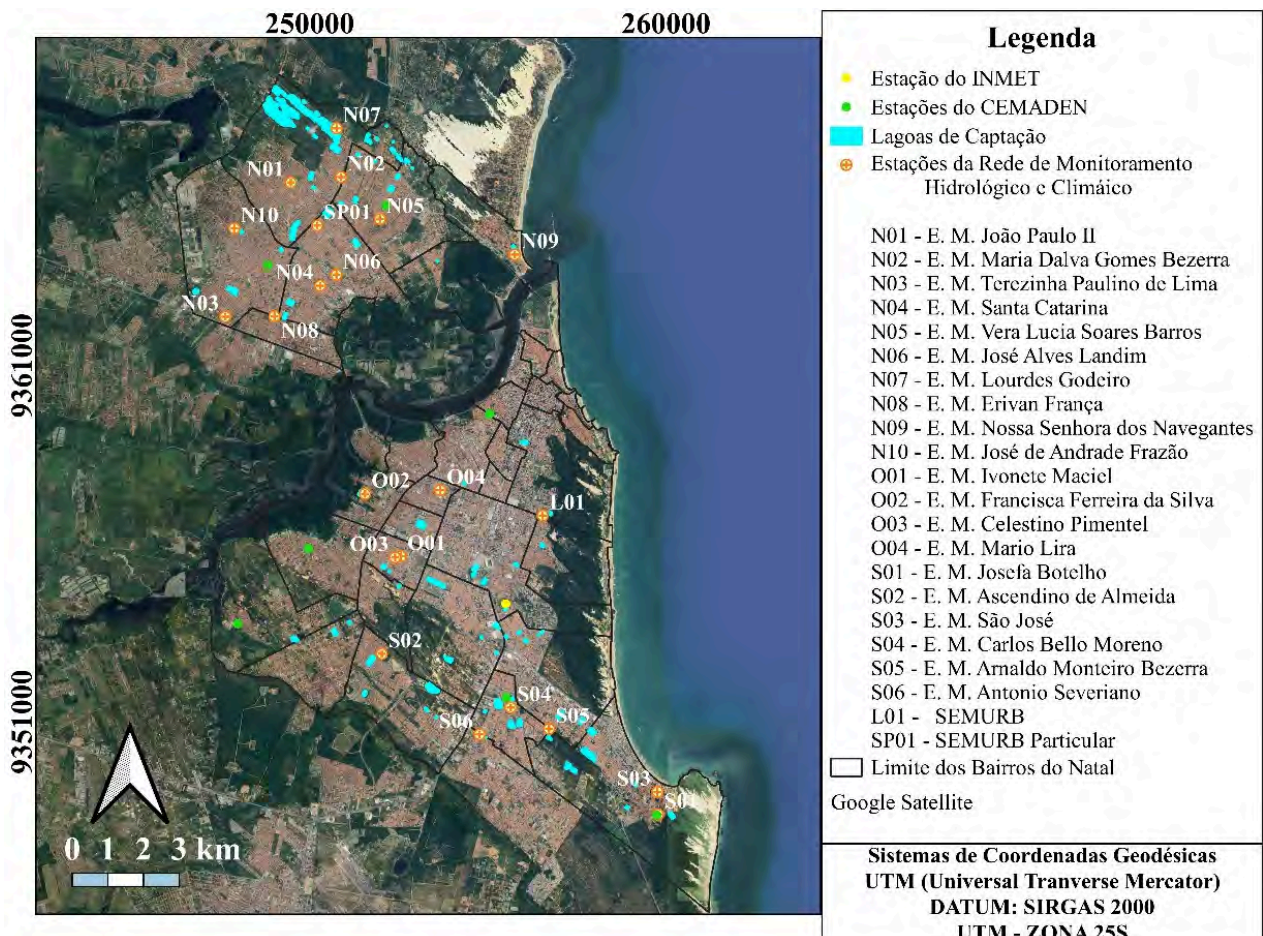 250000
260000
9361000
9351000
N07
N02
N01
N05
SP01
N10
N09
N06
N04
N03
N08
O02
O04
L01
O03
O01
S02
S04
S05
S06
S03
S01
0 1 2 3 km
Legenda
Estação do INMET
Estações do CEMADEN
Lagoas de Captação
Estações da Rede de Monitoramento
Hidrológico e Climáico
N01 - E. M. João Paulo II
N02 - E. M. Maria Dalva Gomes Bezerra
N03 - E. M. Terezinha Paulino de Lima
N04 - E. M. Santa Catarina
N05 - E. M. Vera Lucia Soares Barros
N06 - E. M. José Alves Landim
N07 - E. M. Lourdes Godeiro
N08 - E. M. Erivan França
N09 - E. M. Nossa Senhora dos Navegantes
N10 - E. M. José de Andrade Frazão
O01 - E. M. Ivonete Maciel
O02 - E. M. Francisca Ferreira da Silva
O03 - E. M. Celestino Pimentel
O04 - E. M. Mario Lira
S01 - E. M. Josefa Botelho
S02 - E. M. Ascendino de Almeida
S03 - E. M. São José
S04 - E. M. Carlos Bello Moreno
S05 - E. M. Arnaldo Monteiro Bezerra
S06 - E. M. Antonio Severiano
L01 - SEMURB
SP01 - SEMURB Particular
Limite dos Bairros do Natal
Google Satellite
Sistemas de Coordenadas Geodésicas
UTM (Universal Tranverse Mercator)
DATUM: SIRGAS 2000
UTM - ZONA 25S